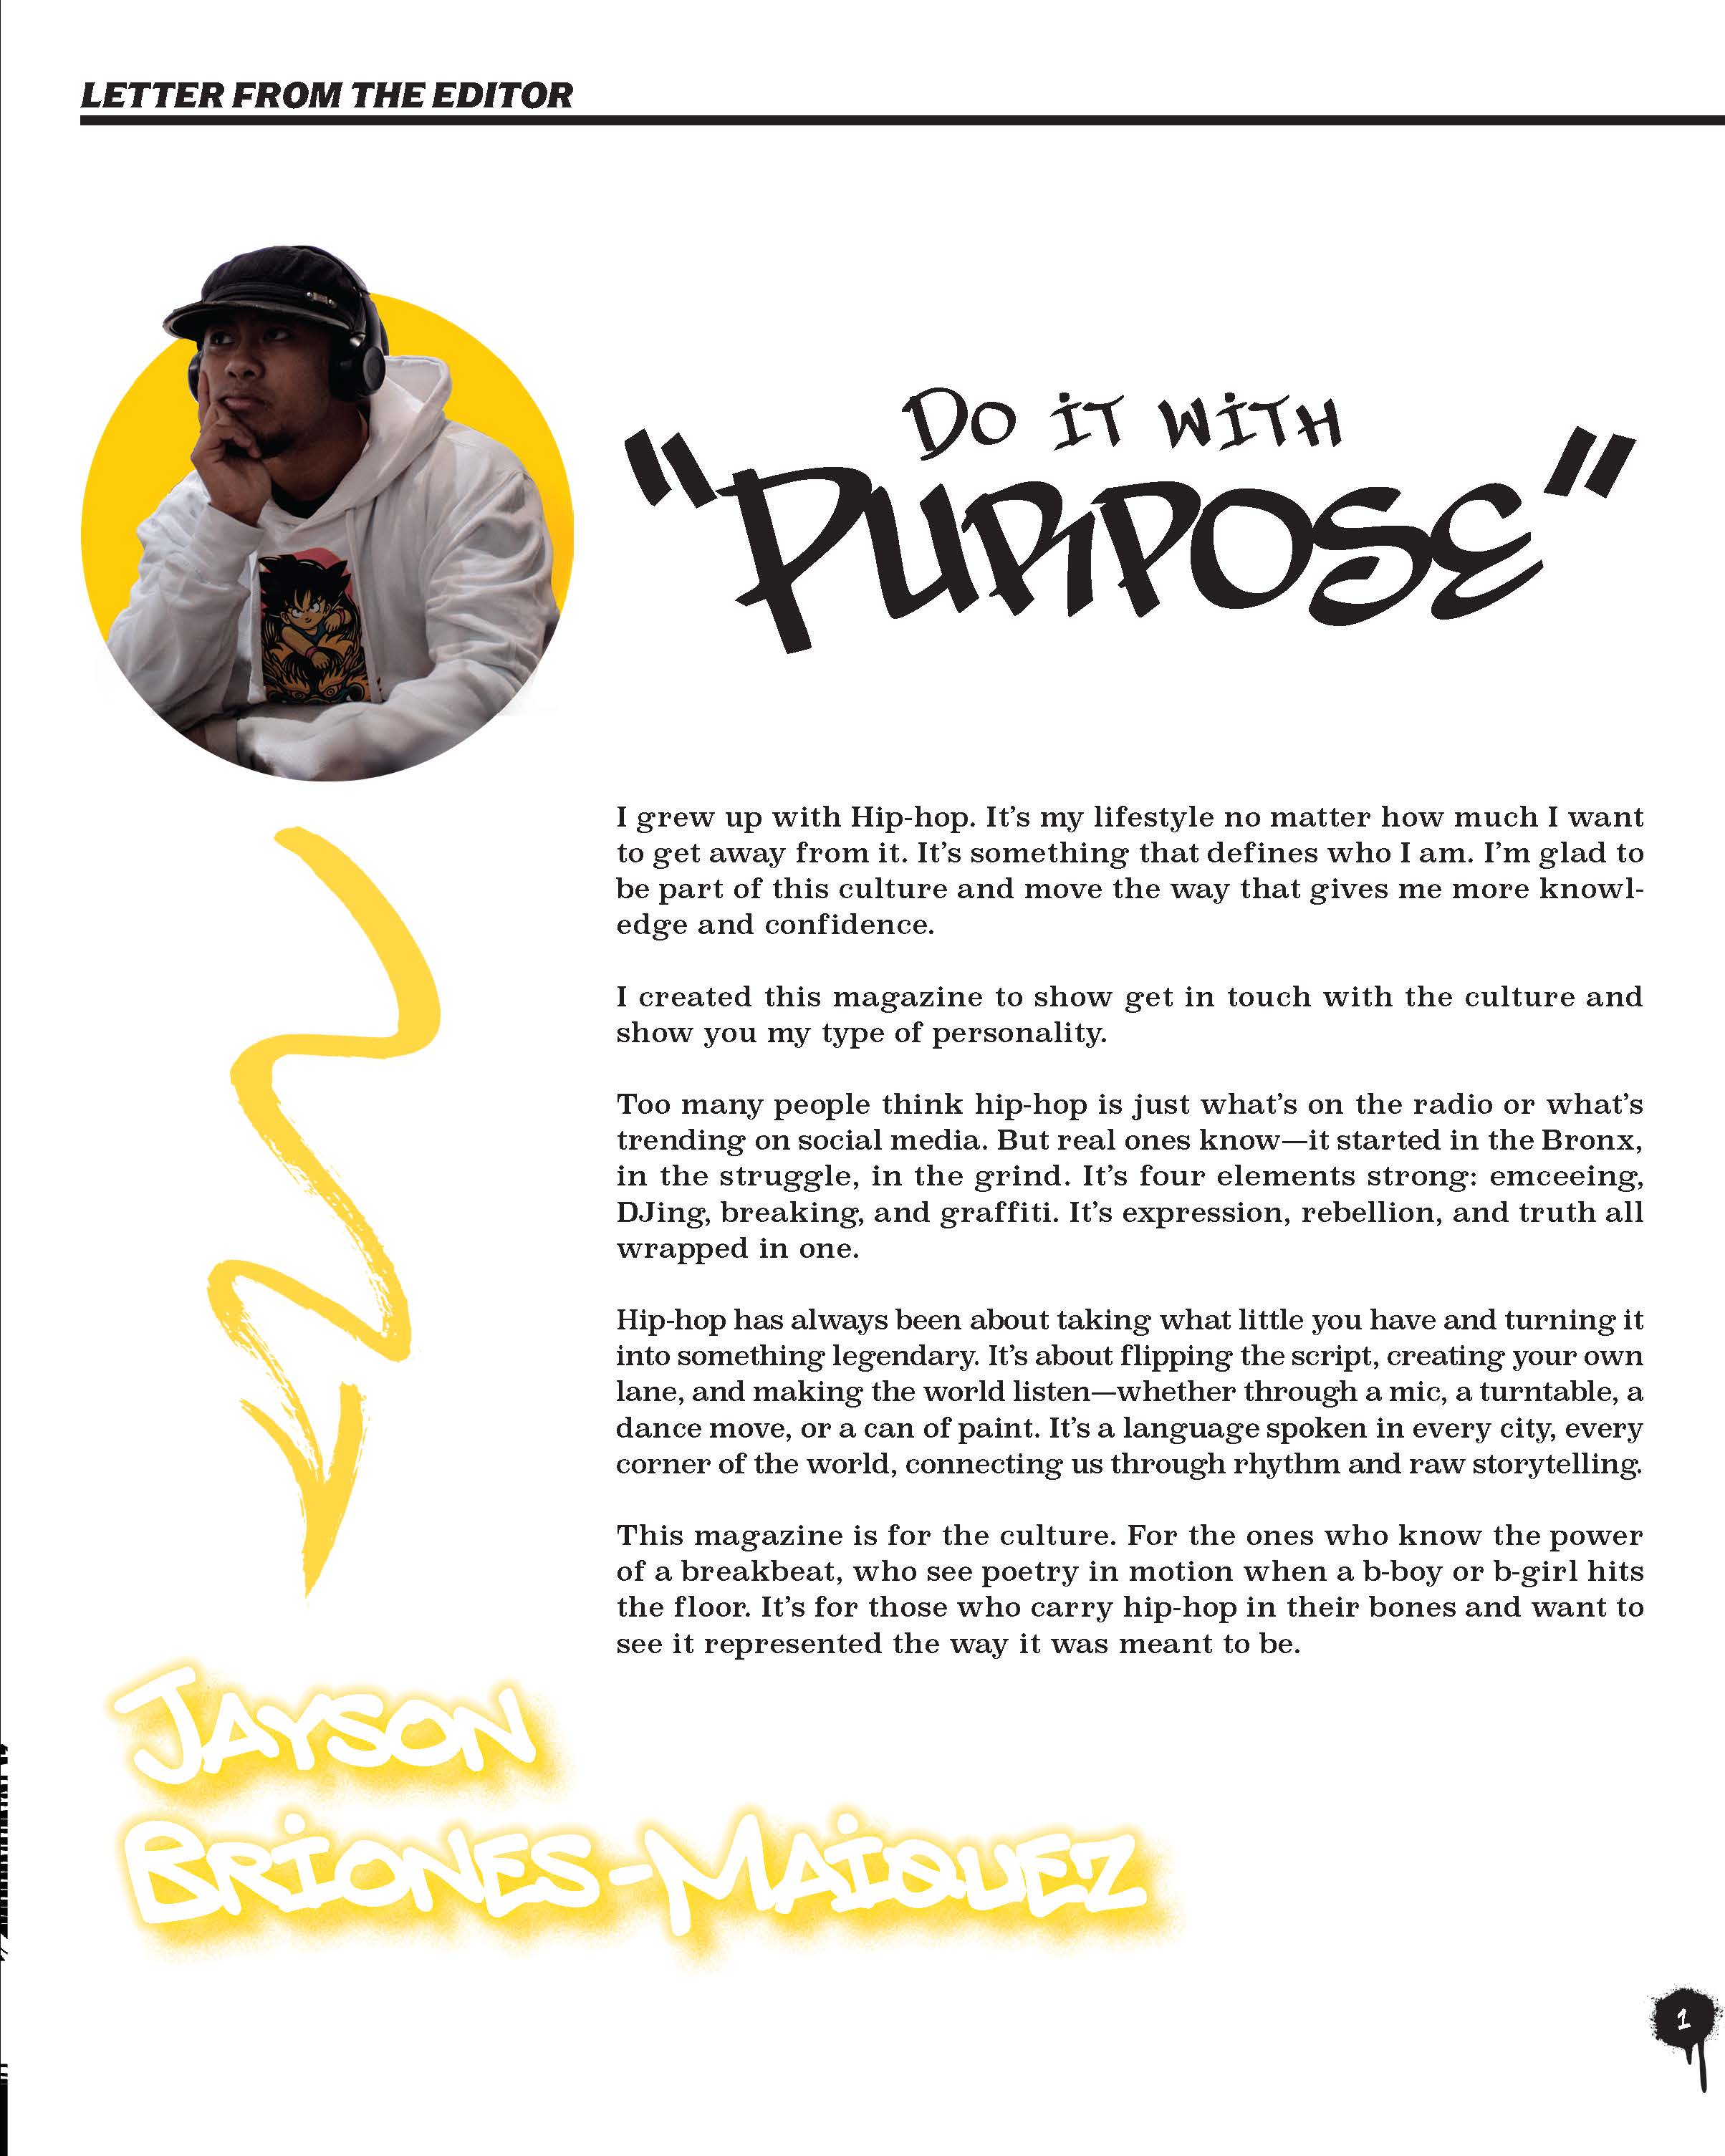 LETTER FROM THE EDITOR
Do it with
"Purpose"
I grew up with Hip-hop. It's my lifestyle no matter how much I want
to get away from it. It's something that defines who I am. I'm glad to
be part of this culture and move the way that gives me more knowl-
edge and confidence.
I created this magazine to show get in touch with the culture and
show you my type of personality.
Too many people think hip-hop is just what's on the radio or what's
trending on social media. But real ones know—it started in the Bronx,
in the struggle, in the grind. It's four elements strong: emceeing,
DJing, breaking, and graffiti. It's expression, rebellion, and truth all
wrapped in one.
Hip-hop has always been about taking what little you have and turning it
into something legendary. It's about flipping the script, creating your own
lane, and making the world listen—whether through a mic, a turntable, a
dance move, or a can of paint. It's a language spoken in every city, every
corner of the world, connecting us through rhythm and raw storytelling.
This magazine is for the culture. For the ones who know the power
of a breakbeat, who see poetry in motion when a b-boy or b-girl hits
the floor. It's for those who carry hip-hop in their bones and want to
see it represented the way it was meant to be.
Jayson
Briones-Maiquez
1